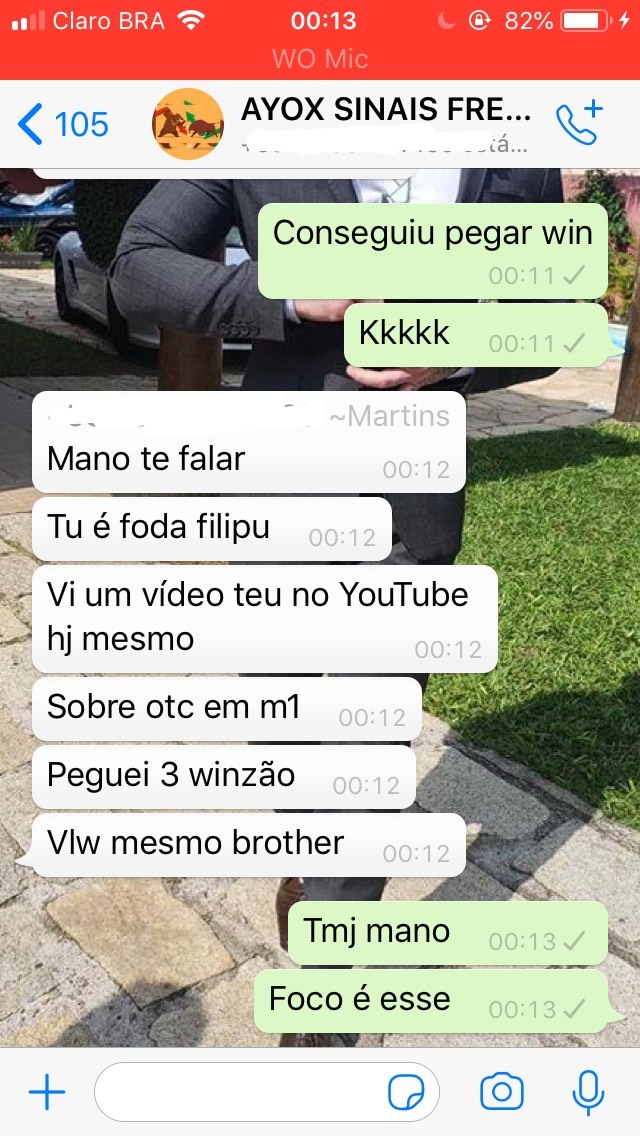 Claro BRA 00:13 82%
WO Mic
105 AYOX SINAIS FRE...
Conseguiu pegar win
00:11
Kkkkk 00:11
~Martins
Mano te falar 00:12
Tu é foda filipu 00:12
Vi um vídeo teu no YouTube
hj mesmo 00:12
Sobre otc em m1 00:12
Peguei 3 winzão 00:12
Vlw mesmo brother 00:12
Tmj mano 00:13
Foco é esse 00:13